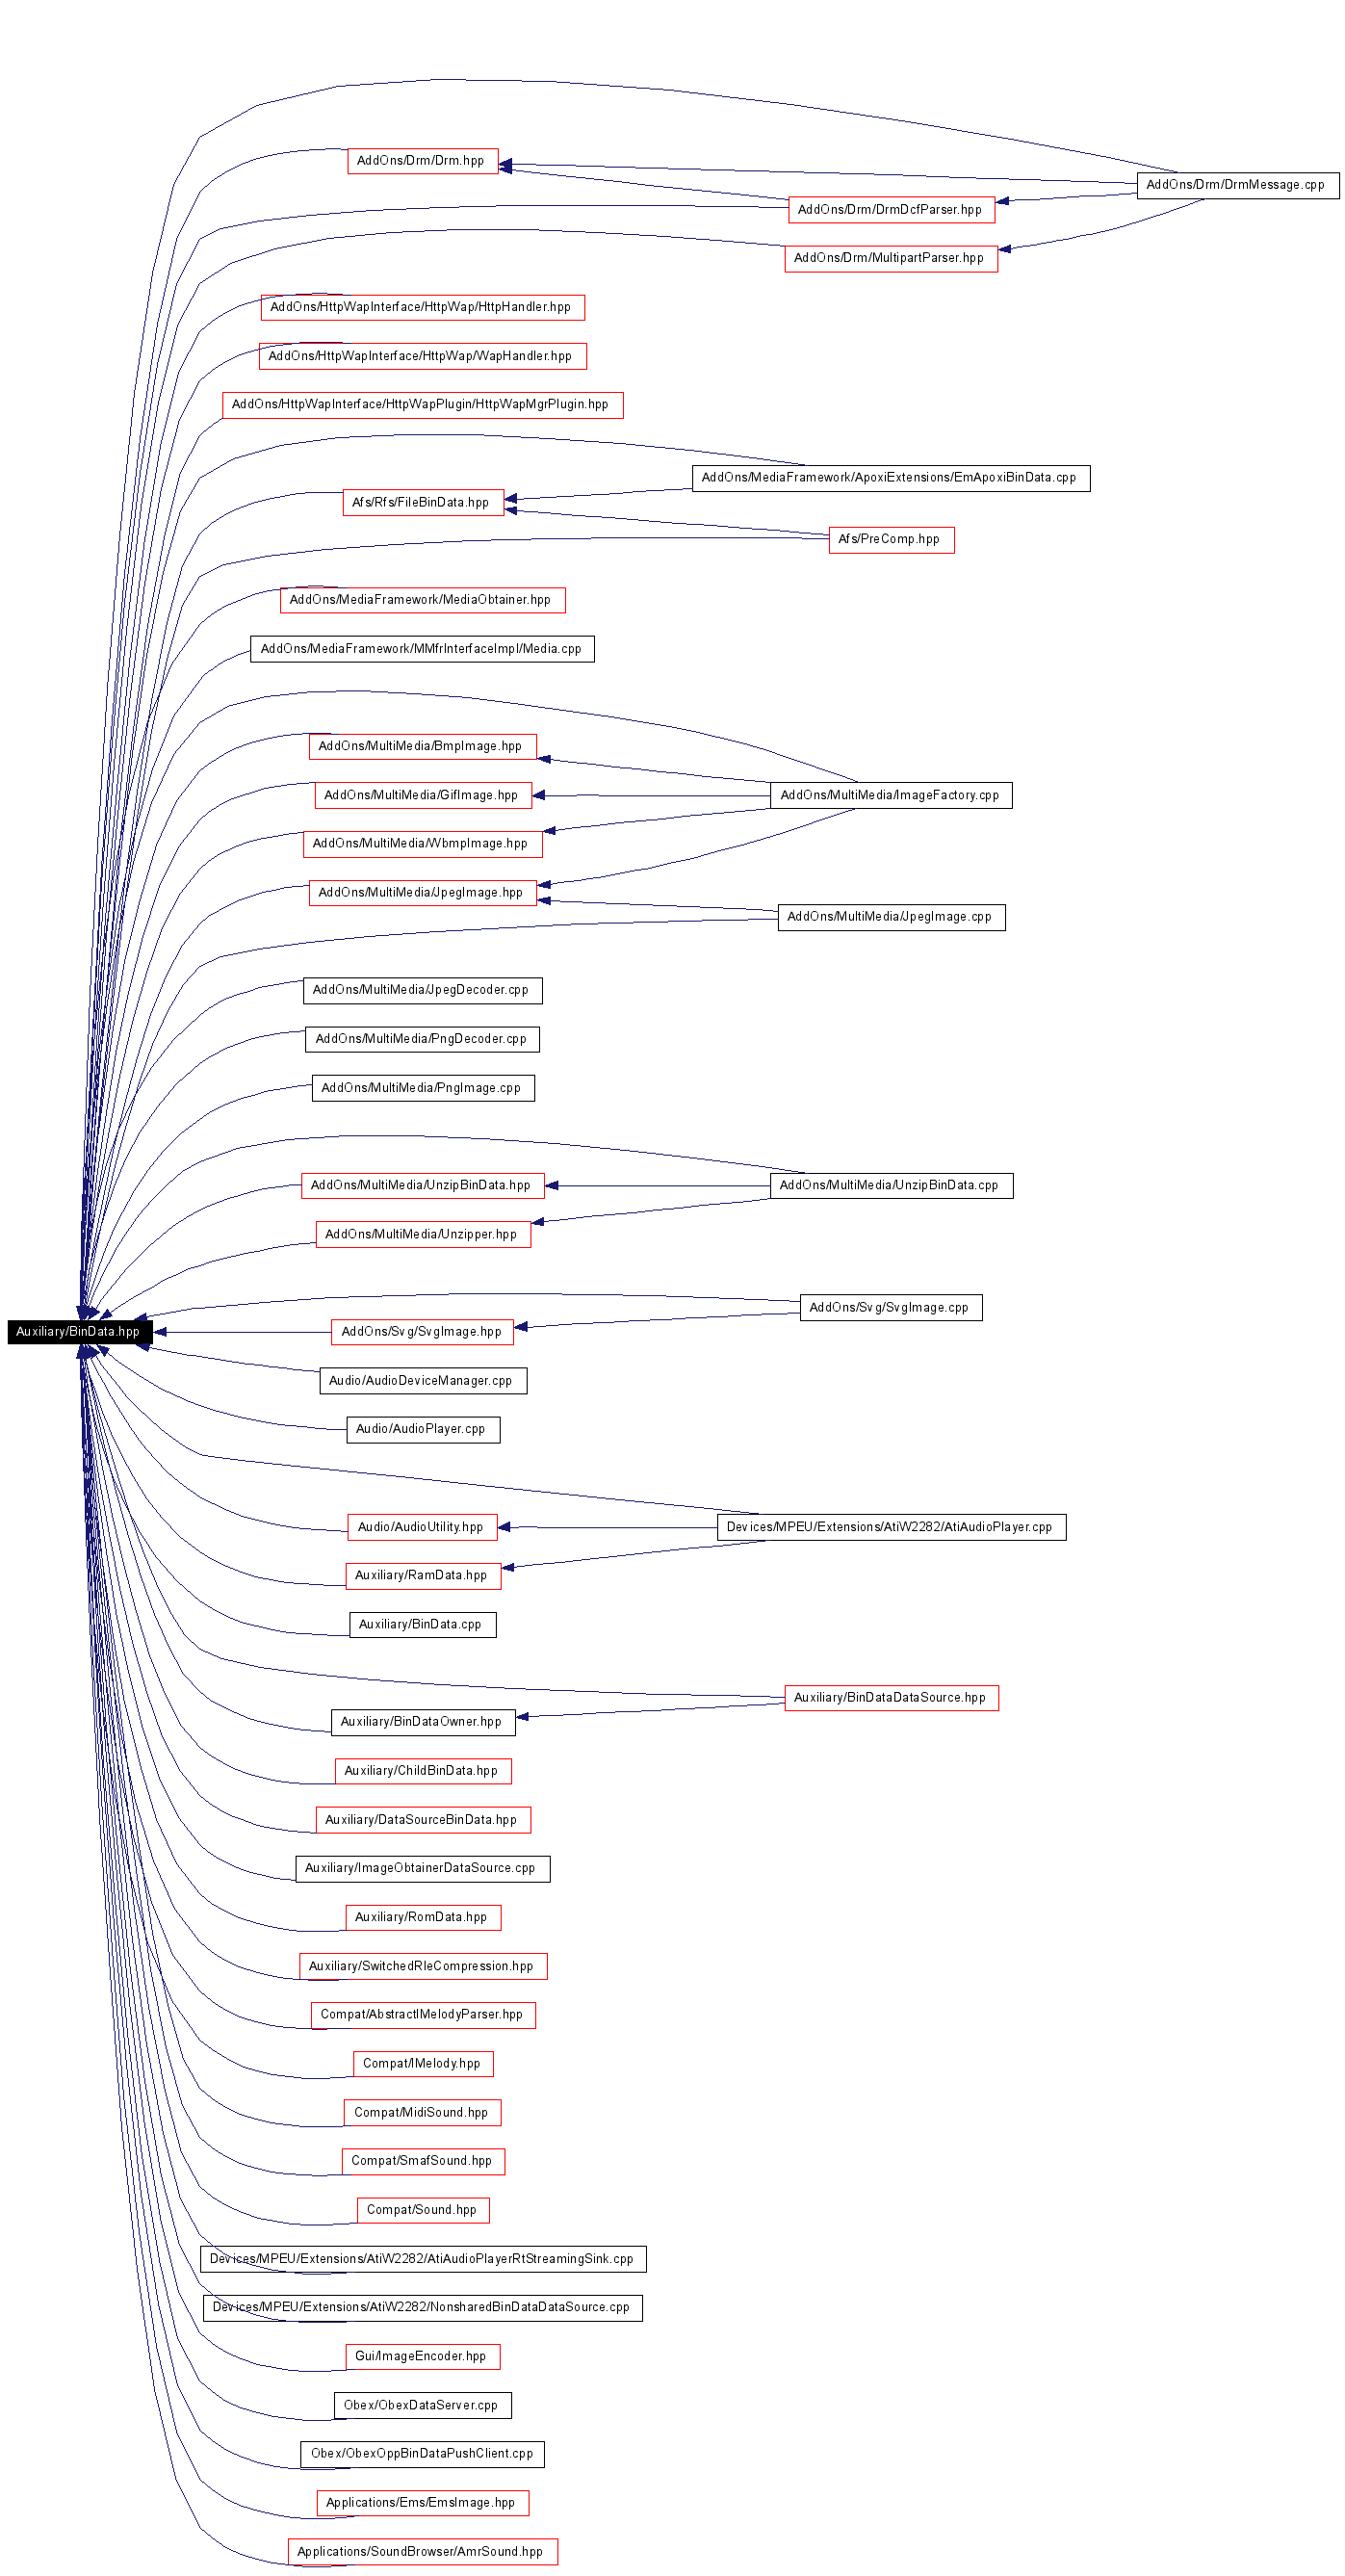 AddOns/Drm/Drm.hpp
AddOns/Drm/DrmMessage.cpp
AddOns/Drm/DrmDcfParser.hpp
AddOns/Drm/MultipartParser.hpp
AddOns/HttpWapInterface/HttpWap/HttpHandler.hpp
AddOns/HttpWapInterface/HttpWap/WapHandler.hpp
AddOns/HttpWapInterface/HttpWapPlugin/HttpWapMgrPlugin.hpp
AddOns/MediaFramework/ApoxiExtensions/EmApoxiBinData.cpp
Afs/Rfs/FileBinData.hpp
Afs/PreComp.hpp
AddOns/MediaFramework/MediaObtainer.hpp
AddOns/MediaFramework/MMfrInterfaceImpl/Media.cpp
AddOns/MultiMedia/BmpImage.hpp
AddOns/MultiMedia/GifImage.hpp
AddOns/MultiMedia/ImageFactory.cpp
AddOns/MultiMedia/WbmpImage.hpp
AddOns/MultiMedia/JpegImage.hpp
AddOns/MultiMedia/JpegImage.cpp
AddOns/MultiMedia/JpegDecoder.cpp
AddOns/MultiMedia/PngDecoder.cpp
AddOns/MultiMedia/PngImage.cpp
AddOns/MultiMedia/UnzipBinData.hpp
AddOns/MultiMedia/UnzipBinData.cpp
AddOns/MultiMedia/Unzipper.hpp
AddOns/Svg/SvgImage.cpp
Auxiliary/BinData.hpp
AddOns/Svg/SvgImage.hpp
Audio/AudioDeviceManager.cpp
Audio/AudioPlayer.cpp
Audio/AudioUtility.hpp
Devices/MPEU/Extensions/AtiW2282/AtiAudioPlayer.cpp
Auxiliary/RamData.hpp
Auxiliary/BinData.cpp
Auxiliary/BinDataDataSource.hpp
Auxiliary/BinDataOwner.hpp
Auxiliary/ChildBinData.hpp
Auxiliary/DataSourceBinData.hpp
Auxiliary/ImageObtainerDataSource.cpp
Auxiliary/RomData.hpp
Auxiliary/SwitchedRleCompression.hpp
Compat/AbstractIMelodyParser.hpp
Compat/IMelody.hpp
Compat/MidiSound.hpp
Compat/SmafSound.hpp
Compat/Sound.hpp
Devices/MPEU/Extensions/AtiW2282/AtiAudioPlayerRtStreamingSink.cpp
Devices/MPEU/Extensions/AtiW2282/NonsharedBinDataDataSource.cpp
Gui/ImageEncoder.hpp
Obex/ObexDataServer.cpp
Obex/ObexOppBinDataPushClient.cpp
Applications/Ems/EmsImage.hpp
Applications/SoundBrowser/AmrSound.hpp